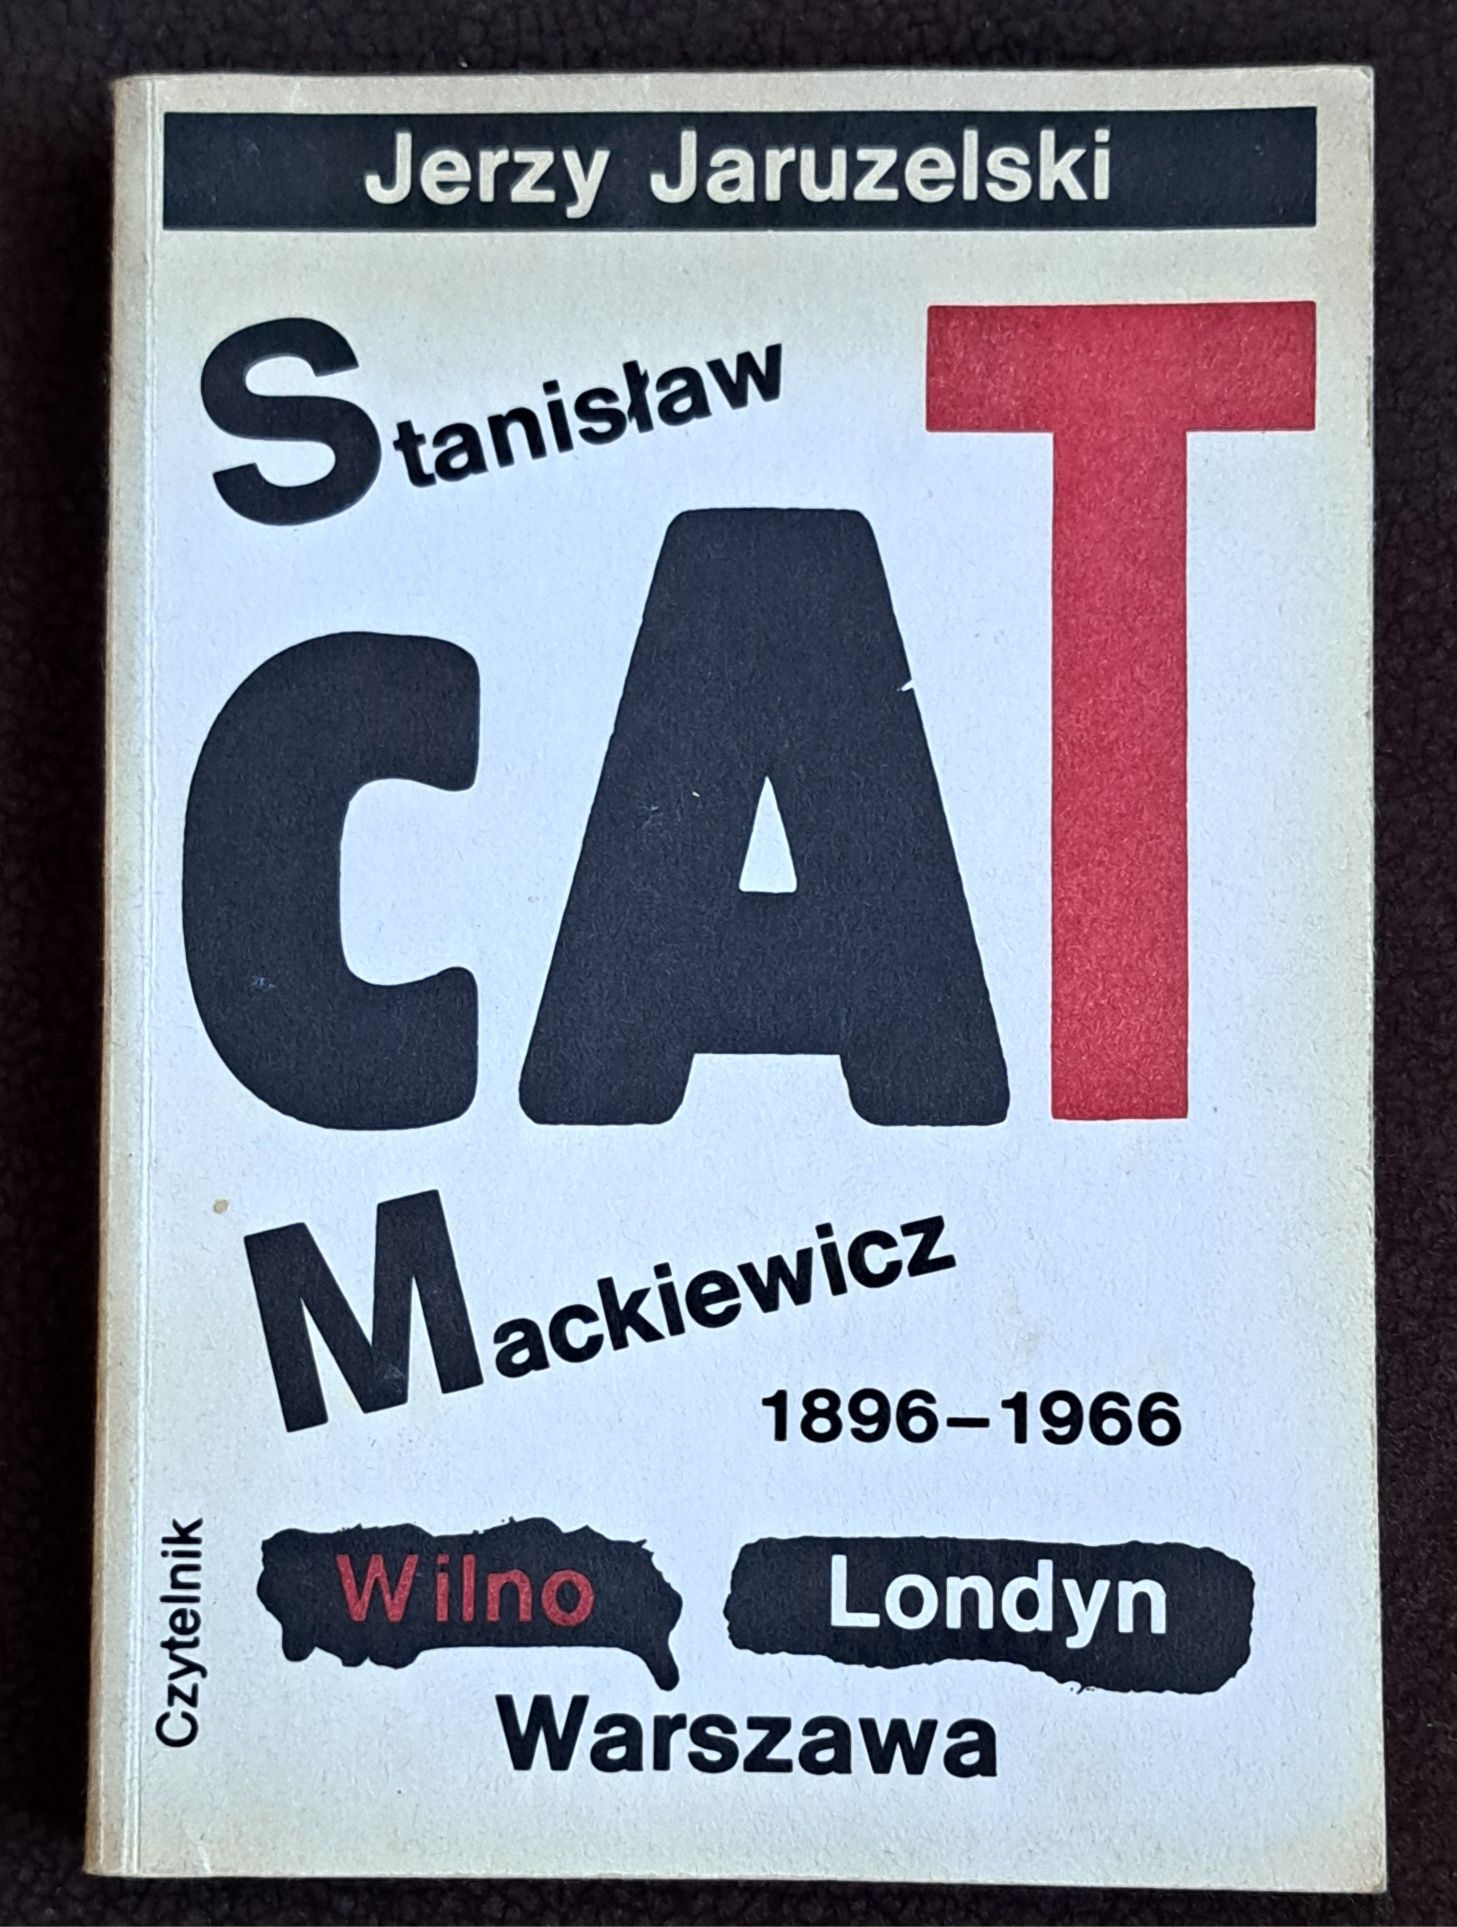 Jerzy Jaruzelski
Stanisław
CAT
Mackiewicz
1896–1966
Wilno
Londyn
Warszawa
Czytelnik